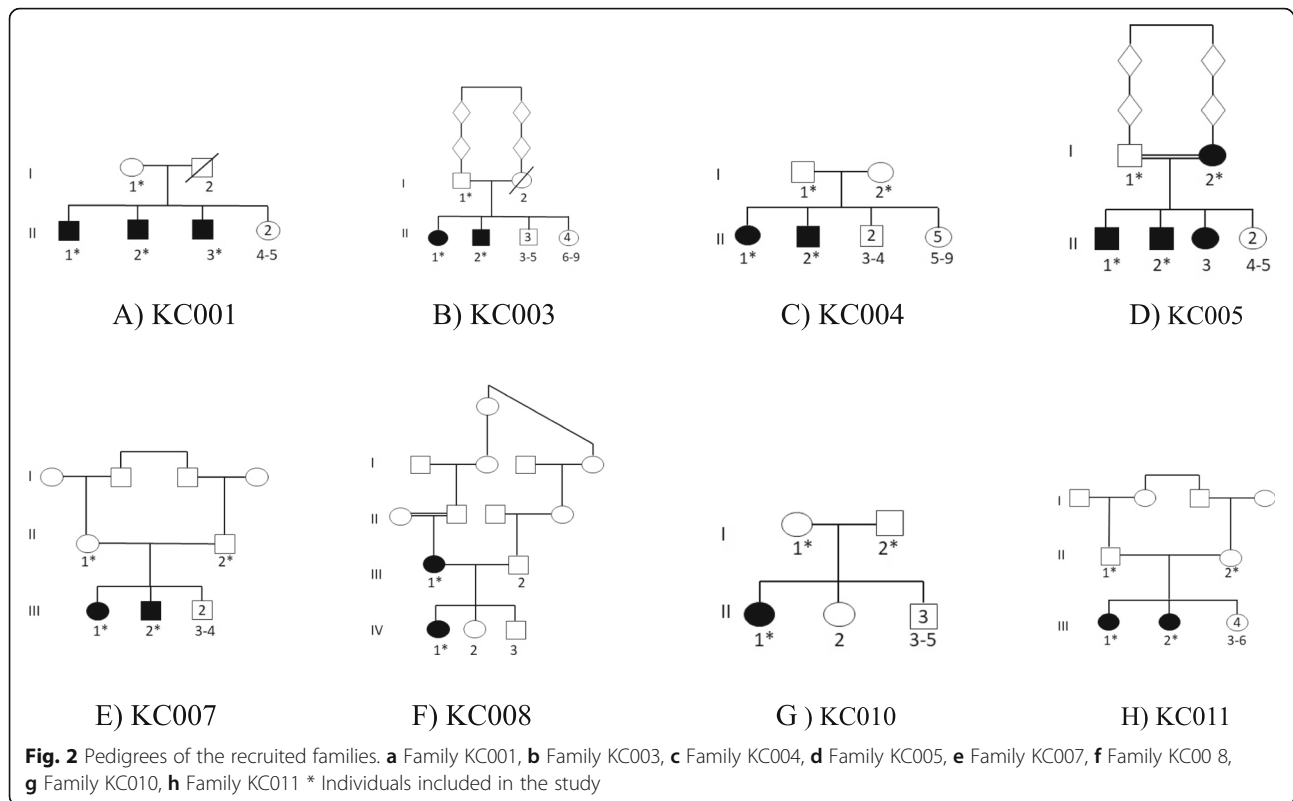 I
1* 2
II
2
1* 2* 3* 4-5
A) KC001
I
1* 2
II
3 4
1* 2* 3-5 6-9
B) KC003
I
1* 2*
II
2 5
1* 2* 3-4 5-9
C) KC004
I
1* 2*
II
2
1* 2* 3 4-5
D) KC005
I
II
1* 2*
III
2
1* 2* 3-4
E) KC007
I
II
III
1* 2
IV
1* 2 3
F) KC008
I
1* 2*
II
3
1* 2 3-5
G ) KC010
I
II
1* 2*
III
4
1* 2* 3-6
H) KC011
Fig. 2 Pedigrees of the recruited families. a Family KC001, b Family KC003, c Family KC004, d Family KC005, e Family KC007, f Family KC00 8,
g Family KC010, h Family KC011 * Individuals included in the study